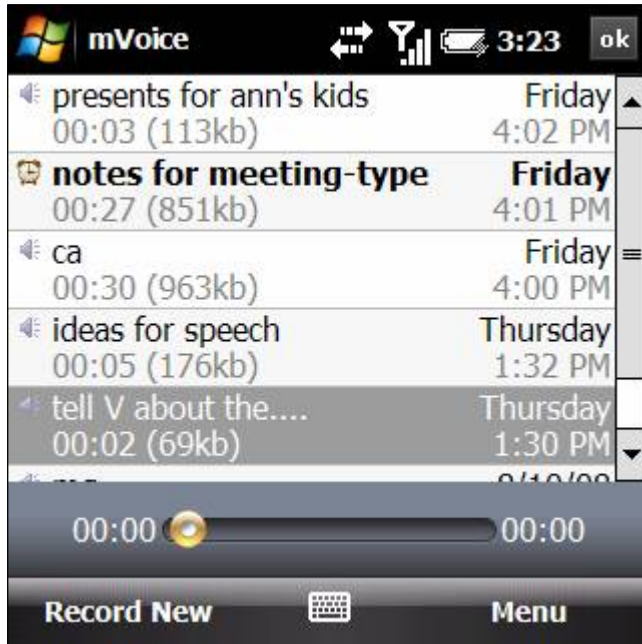 mVoice 3:23 ok
presents for ann's kids Friday
00:03 (113kb) 4:02 PM
notes for meeting-type Friday
00:27 (851kb) 4:01 PM
ca Friday
00:30 (963kb) 4:00 PM
ideas for speech Thursday
00:05 (176kb) 1:32 PM
tell V about the.... Thursday
00:02 (69kb) 1:30 PM
00:00 00:00
Record New Menu